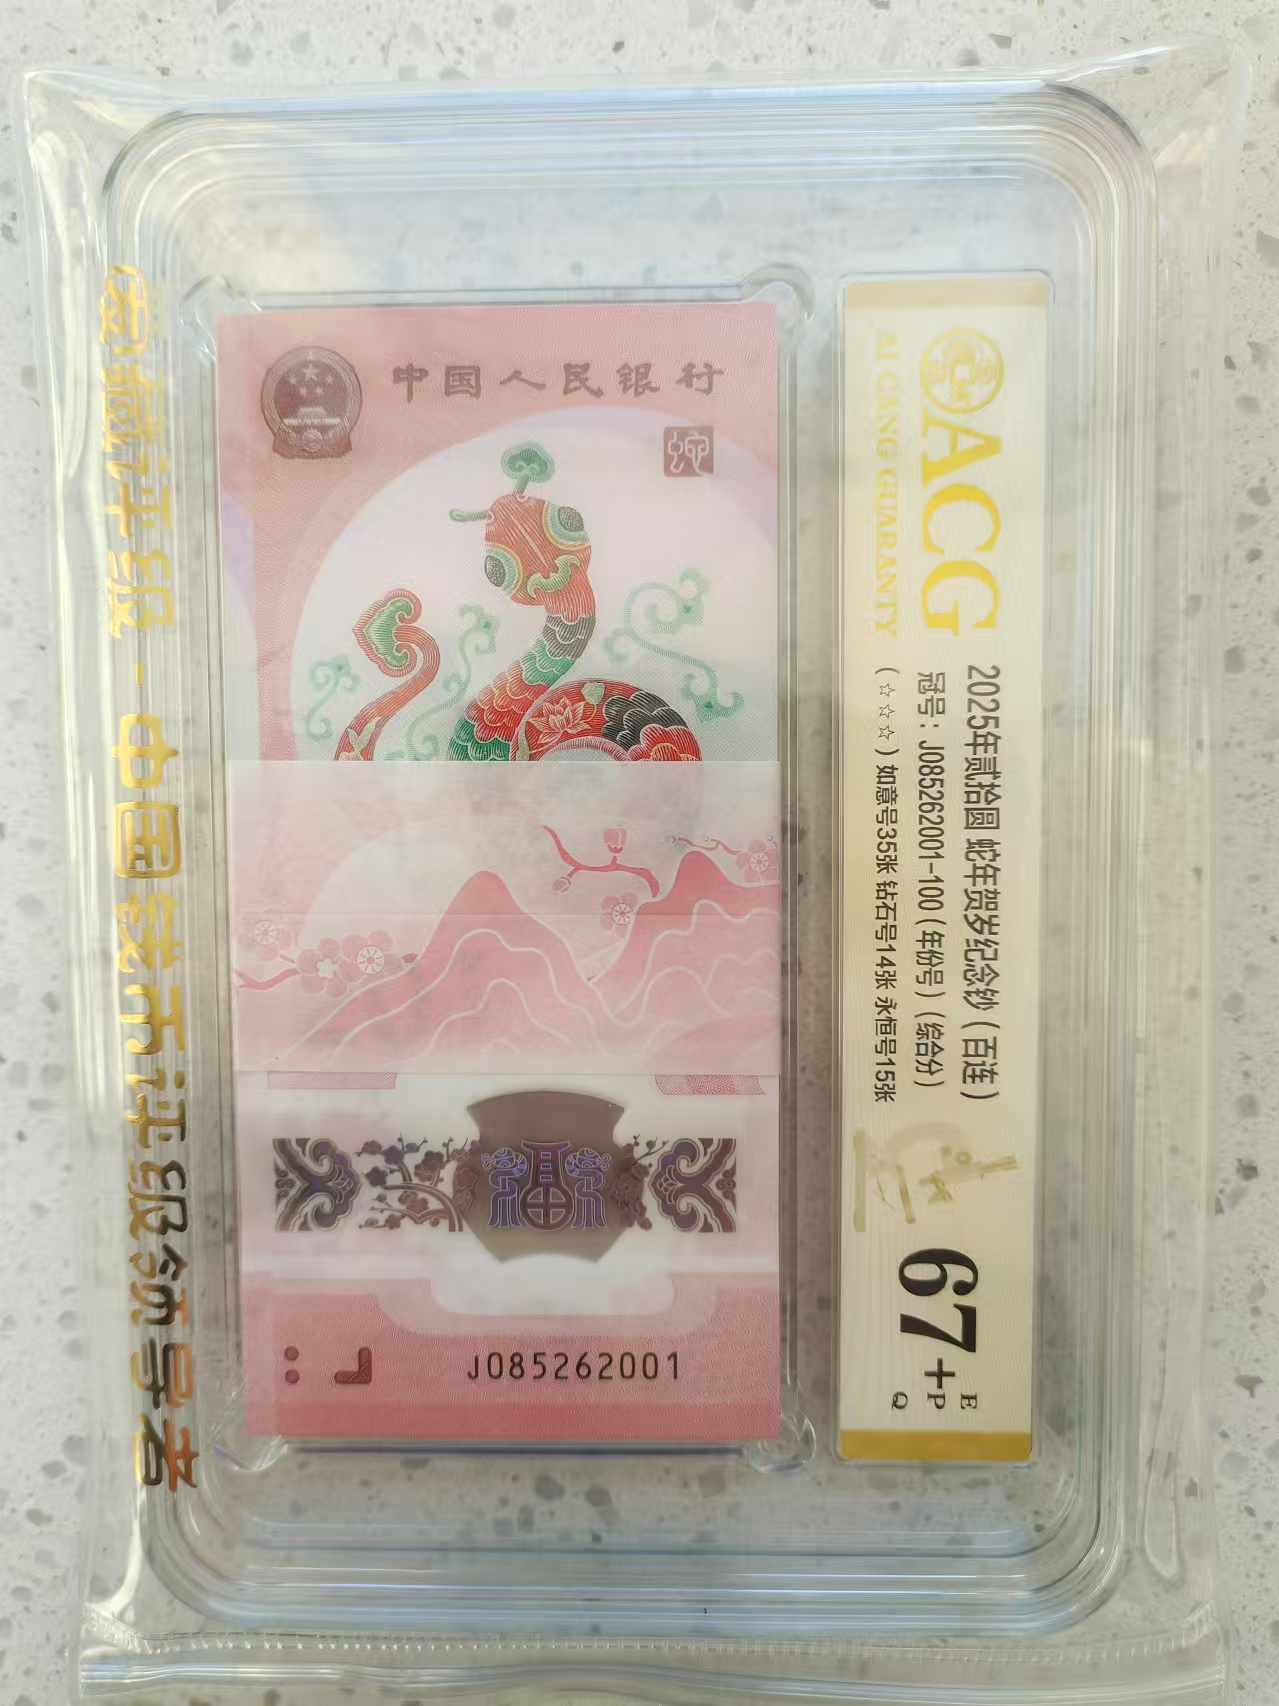 中国人民银行
J085262001
ACG
AI CANG GUARANTY
2025年贰拾圆 蛇年贺岁纪念钞(百连)
冠号:J085262001-100(年份号)(综合分)
(☆☆☆)如意号35张 钻石号14张 永恒号15张
67+
E
P
Q
爱藏评级-中国钱币评级领导者